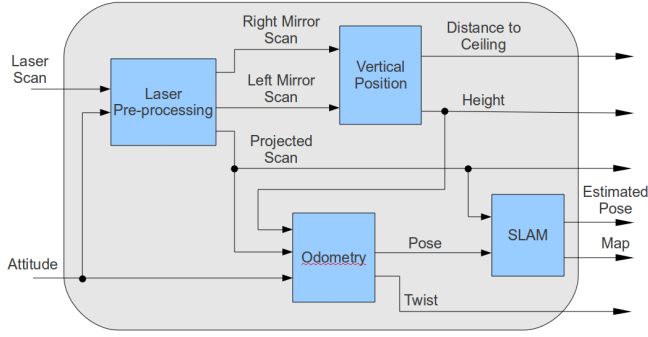 Right Mirror
Scan
Distance to
Ceiling
Laser
Scan
Laser
Pre-processing
Left Mirror
Scan
Vertical
Position
Height
Projected
Scan
Estimated
Pose
Attitude
Odometry
Pose
SLAM
Map
Twist